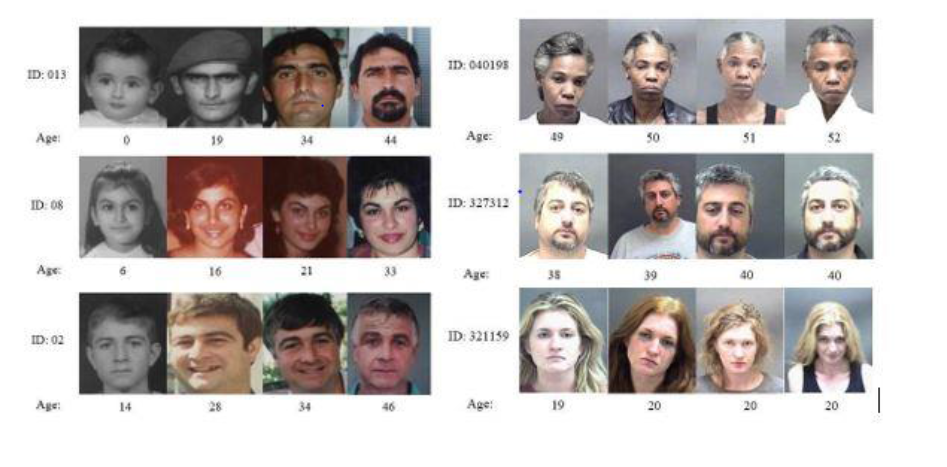 ID: 013
Age: 0 19 34 44
ID: 08
Age: 6 16 21 33
ID: 02
Age: 14 28 34 46
ID: 040198
Age: 49 50 51 52
ID: 327312
Age: 38 39 40 40
ID: 321159
Age: 19 20 20 20